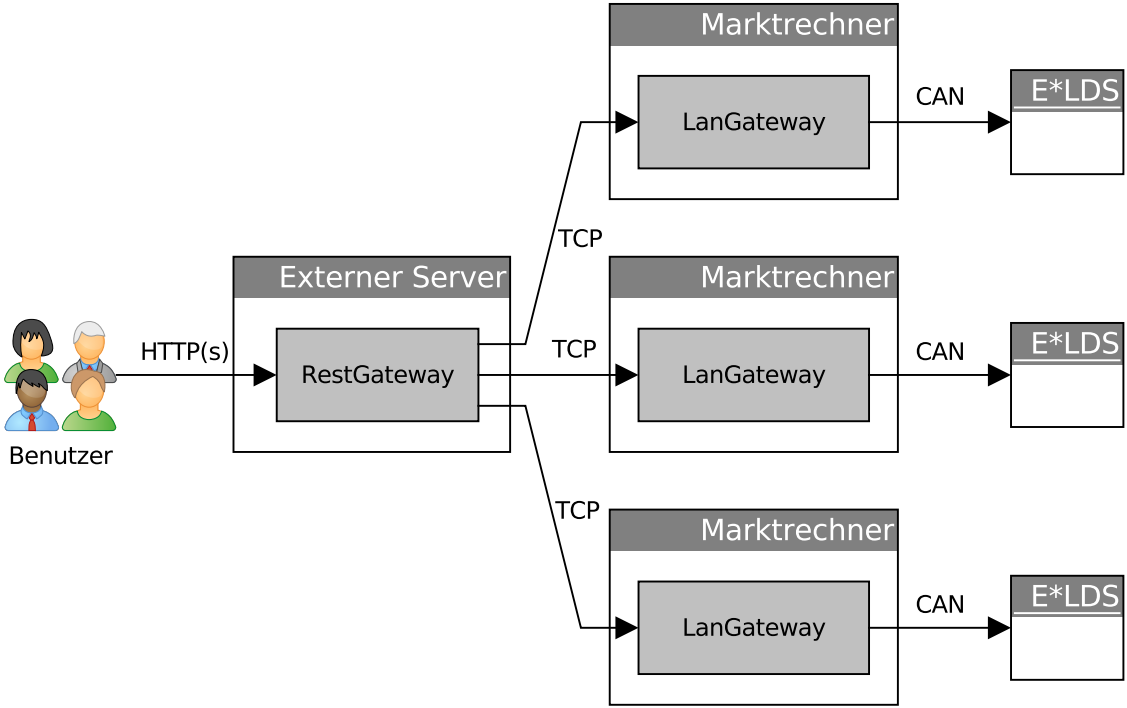 Marktrechner
LanGateway
CAN
E*LDS
TCP
Externer Server
RestGateway
HTTP(s)
Benutzer
TCP
Marktrechner
LanGateway
CAN
E*LDS
TCP
Marktrechner
LanGateway
CAN
E*LDS